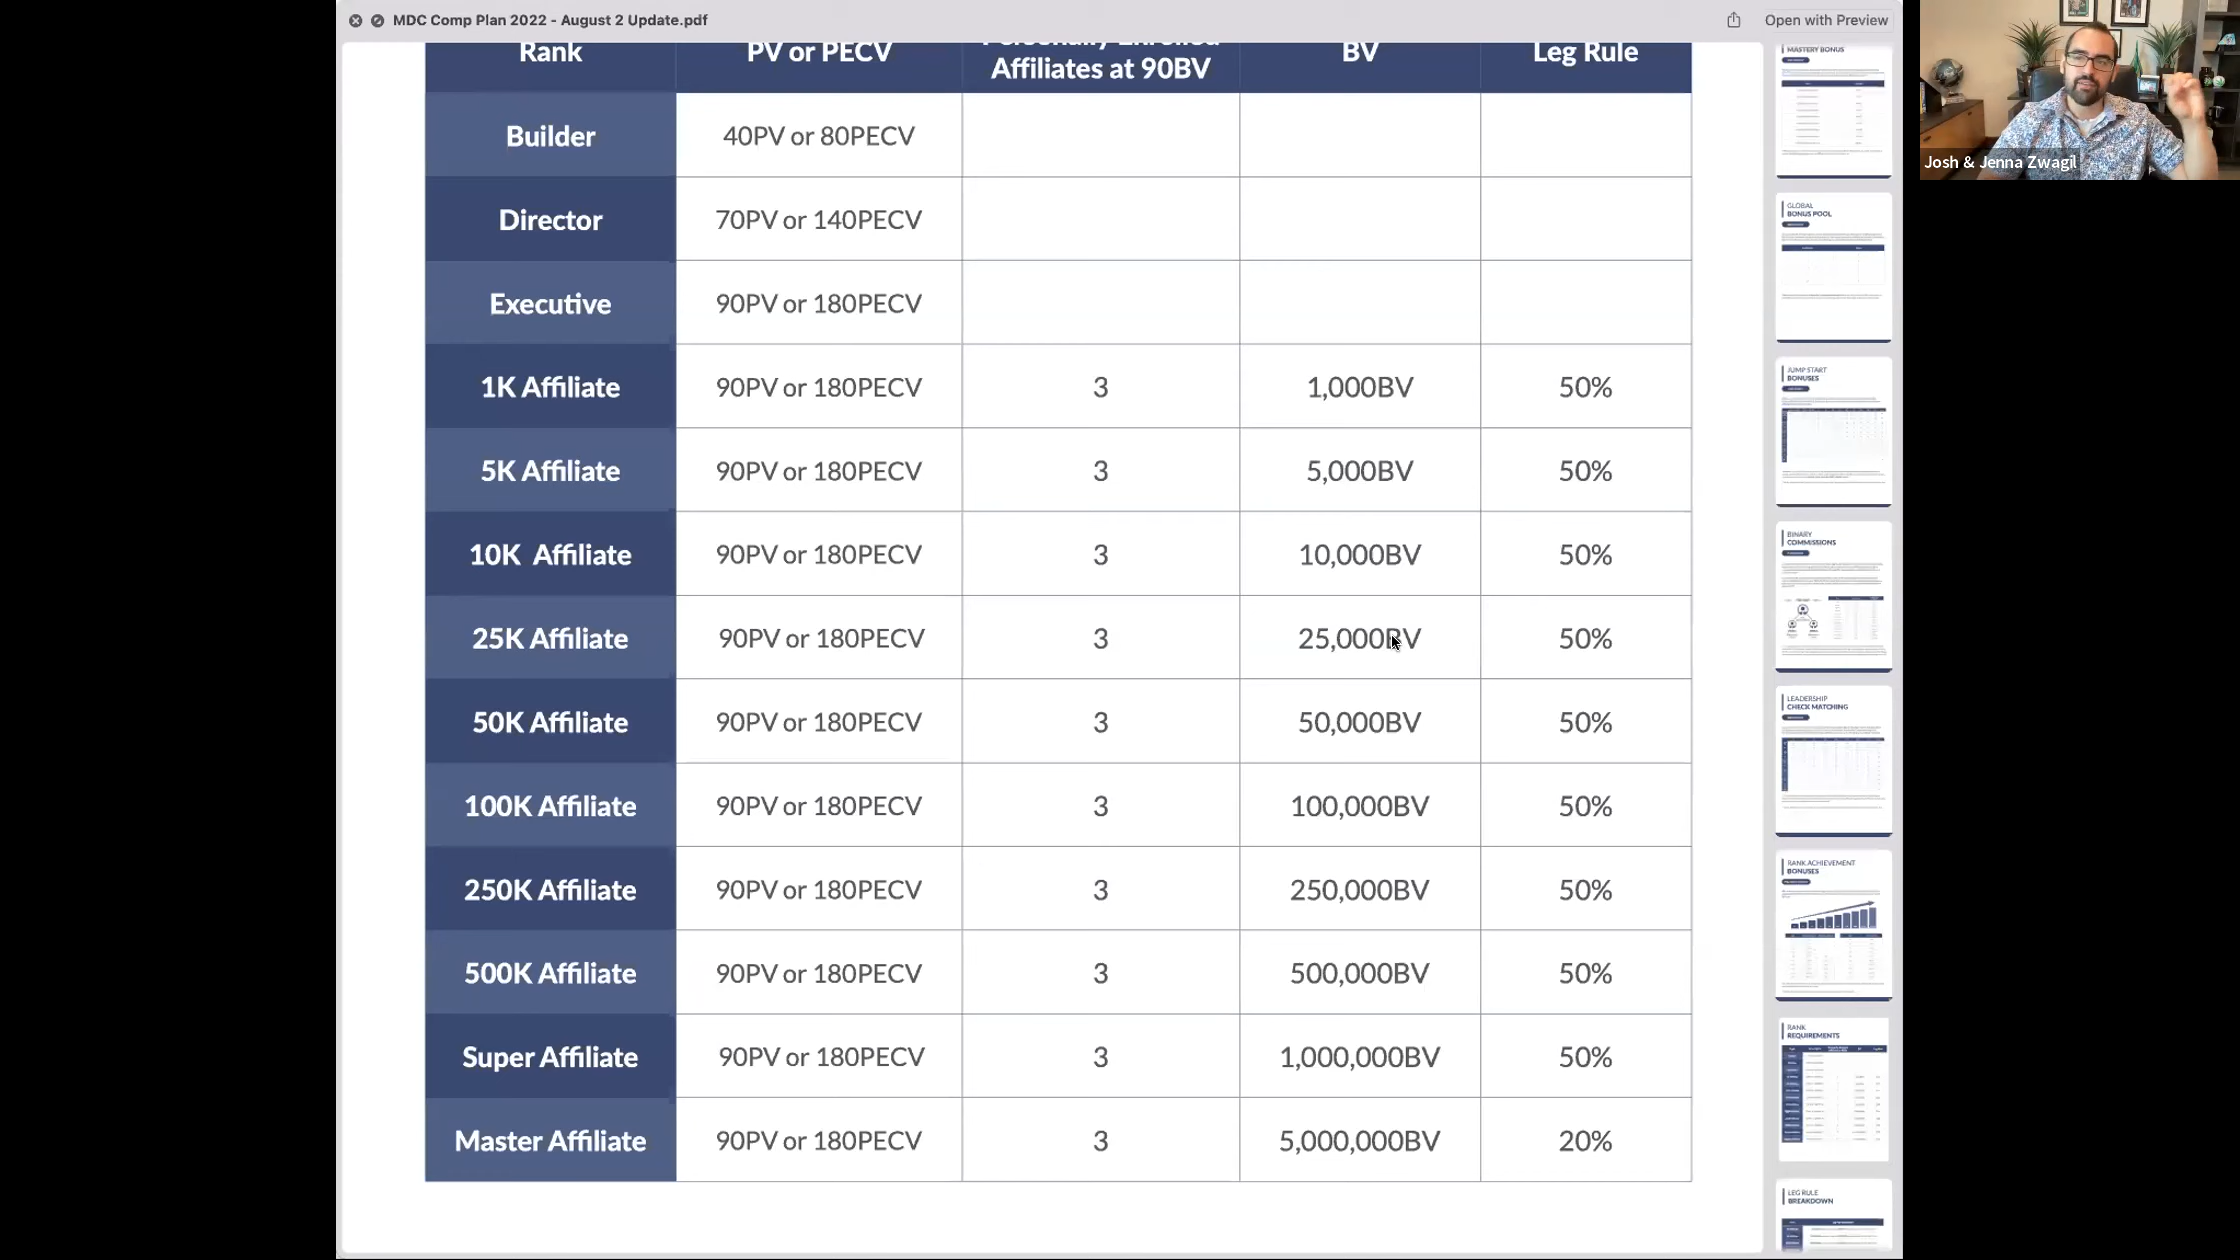 MDC Comp Plan 2022 - August 2 Update.pdf
Open with Preview
Rank
PV or PECV
Personally Enrolled
Affiliates at 90BV
BV
Leg Rule
Builder
40PV or 80PECV
Director
70PV or 140PECV
Executive
90PV or 180PECV
1K Affiliate
90PV or 180PECV
3
1,000BV
50%
5K Affiliate
90PV or 180PECV
3
5,000BV
50%
10K Affiliate
90PV or 180PECV
3
10,000BV
50%
25K Affiliate
90PV or 180PECV
3
25,000BV
50%
50K Affiliate
90PV or 180PECV
3
50,000BV
50%
100K Affiliate
90PV or 180PECV
3
100,000BV
50%
250K Affiliate
90PV or 180PECV
3
250,000BV
50%
500K Affiliate
90PV or 180PECV
3
500,000BV
50%
Super Affiliate
90PV or 180PECV
3
1,000,000BV
50%
Master Affiliate
90PV or 180PECV
3
5,000,000BV
20%
MASTERY BONUS
GLOBAL
BONUS POOL
JUMP START
BONUSES
BINARY
COMMISSIONS
LEADERSHIP
CHECK MATCHING
RANK ACHIEVEMENT
BONUSES
RANK
REQUIREMENTS
LEG RULE
BREAKDOWN
Josh & Jenna Zwagil